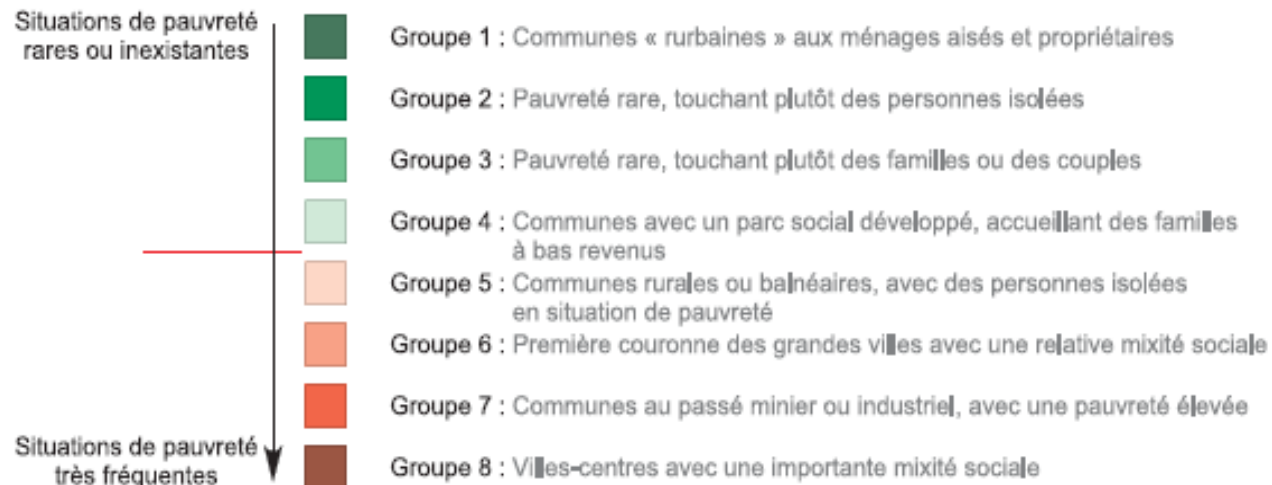 Situations de pauvreté
rares ou inexistantes
Groupe 1 : Communes « rurbaines » aux ménages aisés et propriétaires
Groupe 2 : Pauvreté rare, touchant plutôt des personnes isolées
Groupe 3 : Pauvreté rare, touchant plutôt des familles ou des couples
Groupe 4 : Communes avec un parc social développé, accueillant des familles
à bas revenus
Groupe 5 : Communes rurales ou balnéaires, avec des personnes isolées
en situation de pauvreté
Groupe 6 : Première couronne des grandes villes avec une relative mixité sociale
Groupe 7 : Communes au passé minier ou industriel, avec une pauvreté élevée
Situations de pauvreté
très fréquentes
Groupe 8 : Villes-centres avec une importante mixité sociale